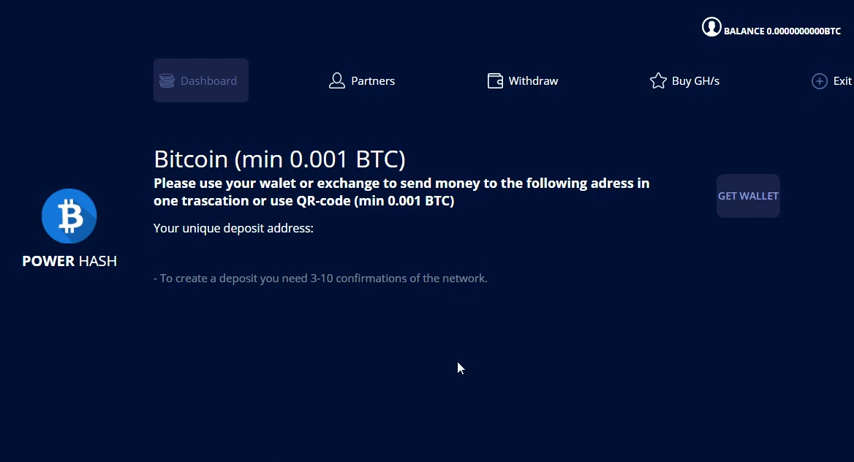 BALANCE 0.0000000000BTC
Dashboard
Partners
Withdraw
Buy GH/s
Exit
Bitcoin (min 0.001 BTC)
Please use your walet or exchange to send money to the following adress in
one trascation or use QR-code (min 0.001 BTC)
GET WALLET
Your unique deposit address:
POWER HASH
- To create a deposit you need 3-10 confirmations of the network.